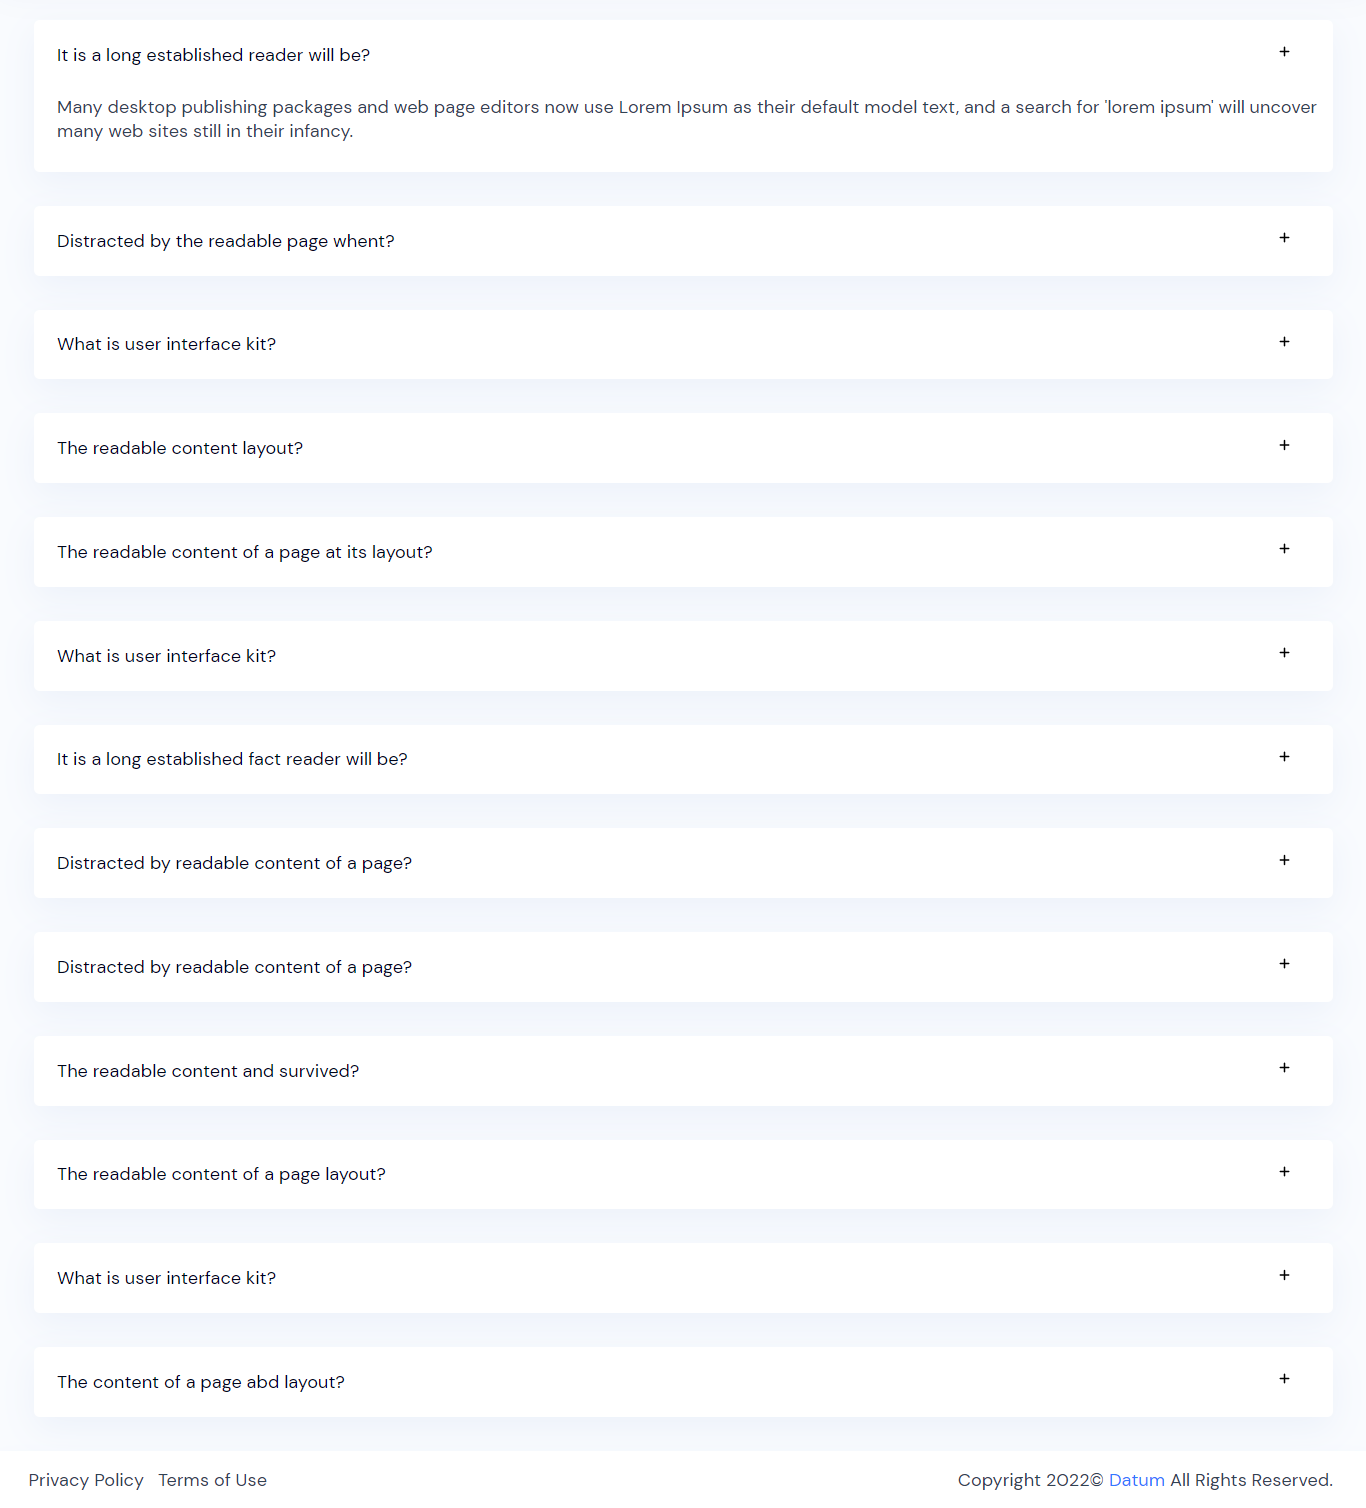 It is a long established reader will be? +
Many desktop publishing packages and web page editors now use Lorem Ipsum as their default model text, and a search for 'lorem ipsum' will uncover
many web sites still in their infancy.
Distracted by the readable page whent? +
What is user interface kit? +
The readable content layout? +
The readable content of a page at its layout? +
What is user interface kit? +
It is a long established fact reader will be? +
Distracted by readable content of a page? +
Distracted by readable content of a page? +
The readable content and survived? +
The readable content of a page layout? +
What is user interface kit? +
The content of a page abd layout? +
Privacy Policy Terms of Use Copyright 2022© Datum All Rights Reserved.